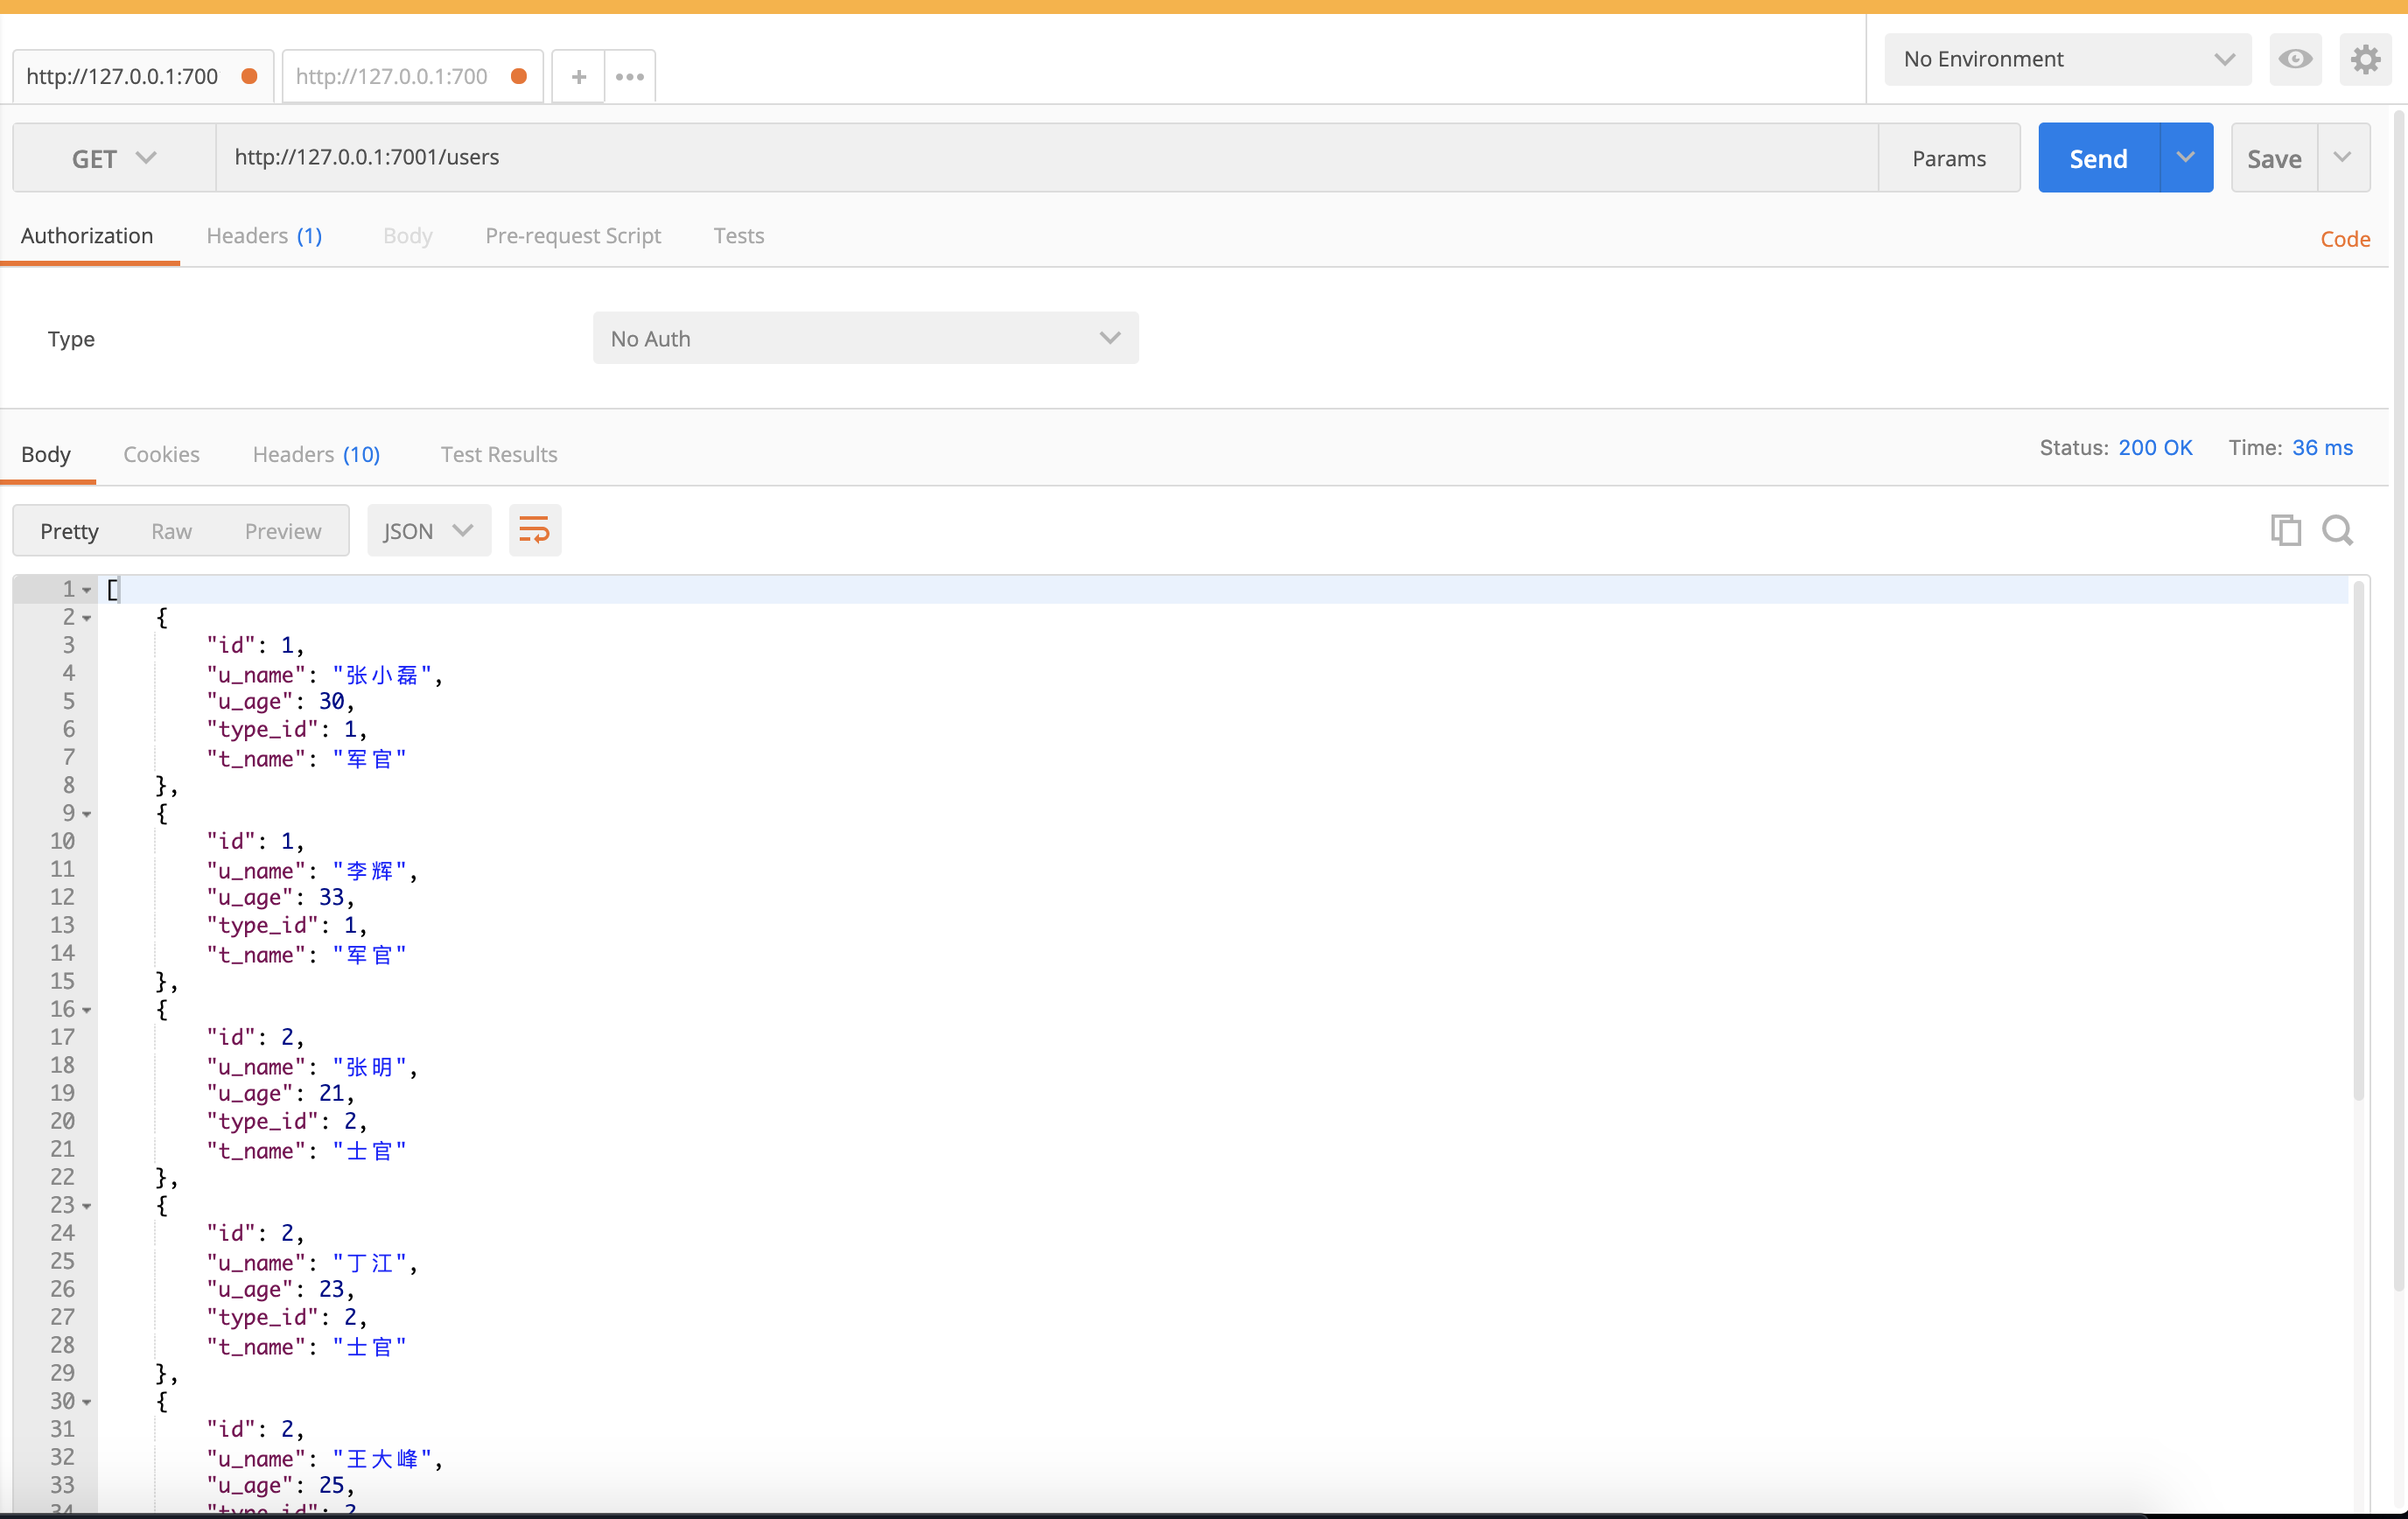 http://127.0.0.1:700 http://127.0.0.1:700 + ••• No Environment
GET http://127.0.0.1:7001/users Params Send Save
Authorization Headers (1) Body Pre-request Script Tests Code
Type No Auth
Body Cookies Headers (10) Test Results Status: 200 OK Time: 36 ms
Pretty Raw Preview JSON
1 [
2 {
3 "id": 1,
4 "u_name": "张小磊",
5 "u_age": 30,
6 "type_id": 1,
7 "t_name": "军官"
8 },
9 {
10 "id": 1,
11 "u_name": "李辉",
12 "u_age": 33,
13 "type_id": 1,
14 "t_name": "军官"
15 },
16 {
17 "id": 2,
18 "u_name": "张明",
19 "u_age": 21,
20 "type_id": 2,
21 "t_name": "士官"
22 },
23 {
24 "id": 2,
25 "u_name": "丁江",
26 "u_age": 23,
27 "type_id": 2,
28 "t_name": "士官"
29 },
30 {
31 "id": 2,
32 "u_name": "王大峰",
33 "u_age": 25,
34 "type_id": 2